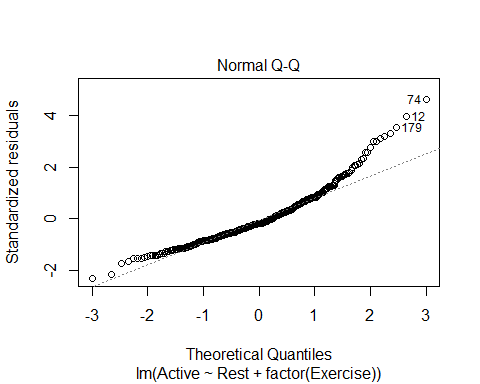 Normal Q-Q
Standardized residuals
4
2
0
-2
74
12
179
-3 -2 -1 0 1 2 3
Theoretical Quantiles
lm(Active ~ Rest + factor(Exercise))